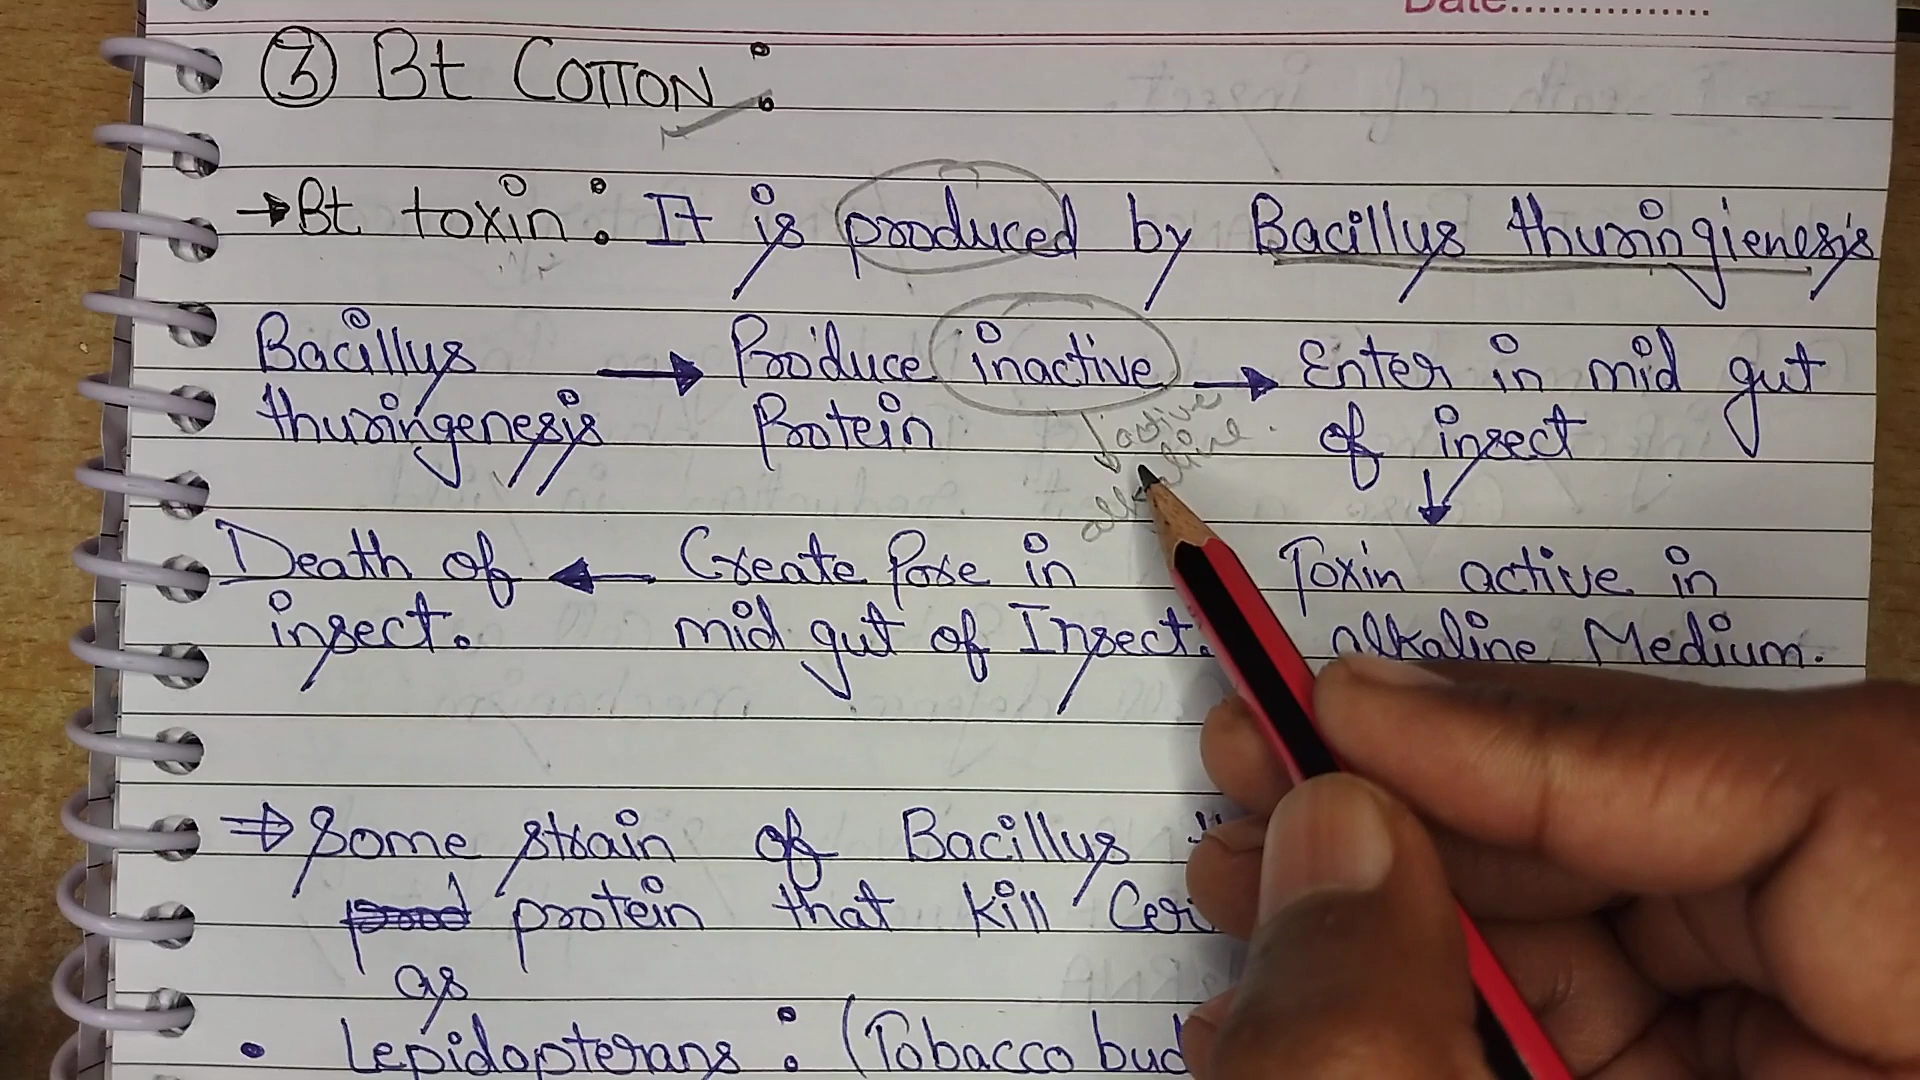 Date...............
③ Bt COTTON :
→ Bt toxin : It is produced by Bacillus thuringienesis
Bacillus → Produce inactive → Enter in mid gut
thuringenesis Protein of insect
active
alkaline
Death of ← Create Pore in Toxin active in
insect. mid gut of Insect. alkaline Medium.
⇒ Some strain of Bacillus
protein that kill
as
• Lepidopterans : (Tobacco bud